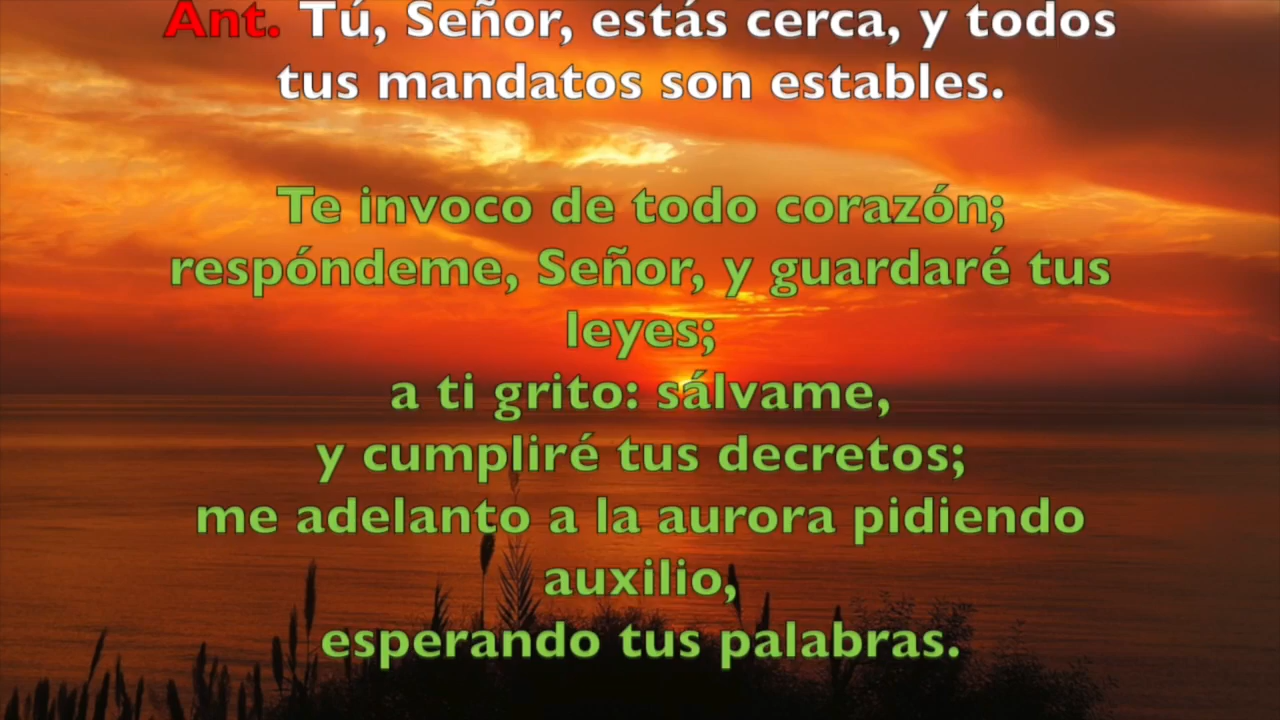 Ant. Tú, Señor, estás cerca, y todos
tus mandatos son estables.
Te invoco de todo corazón;
respóndeme, Señor, y guardaré tus
leyes;
a ti grito: sálvame,
y cumpliré tus decretos;
me adelanto a la aurora pidiendo
auxilio,
esperando tus palabras.